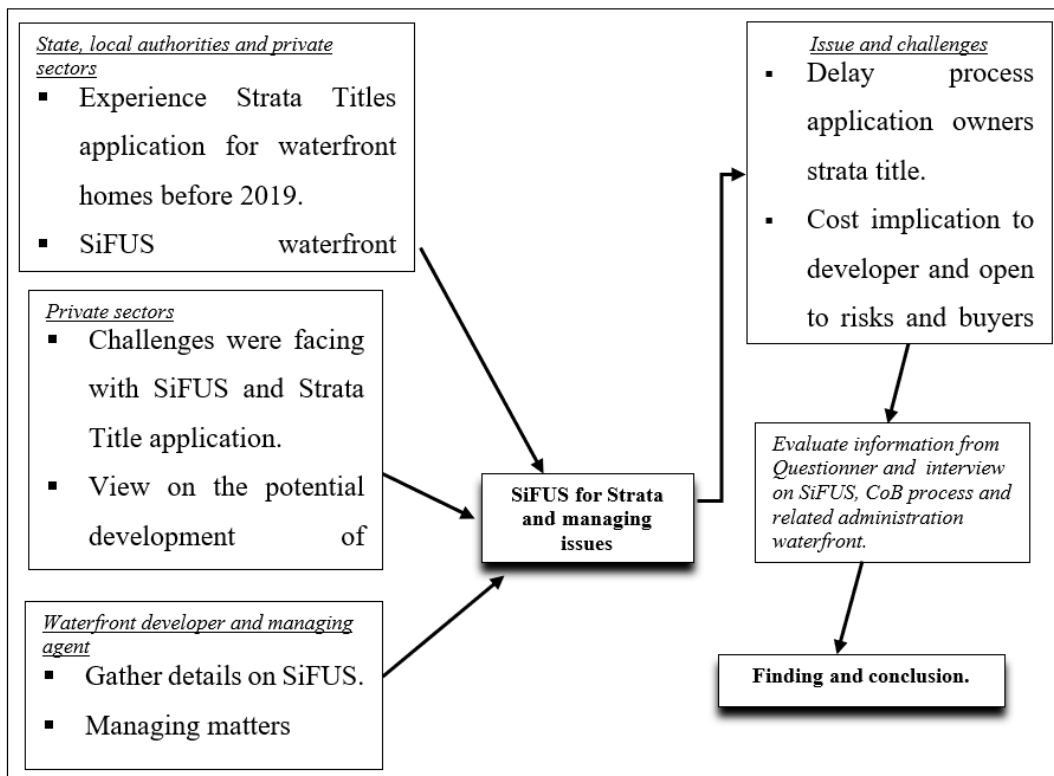 State, local authorities and private
sectors
▪ Experience Strata Titles
application for waterfront
homes before 2019.
▪ SiFUS waterfront
Private sectors
▪ Challenges were facing
with SiFUS and Strata
Title application.
▪ View on the potential
development of
Waterfront developer and managing
agent
▪ Gather details on SiFUS.
▪ Managing matters
SiFUS for Strata
and managing
issues
Issue and challenges
▪ Delay process
application owners
strata title.
▪ Cost implication to
developer and open
to risks and buyers
Evaluate information from
Questionner and interview
on SiFUS, CoB process and
related administration
waterfront.
Finding and conclusion.